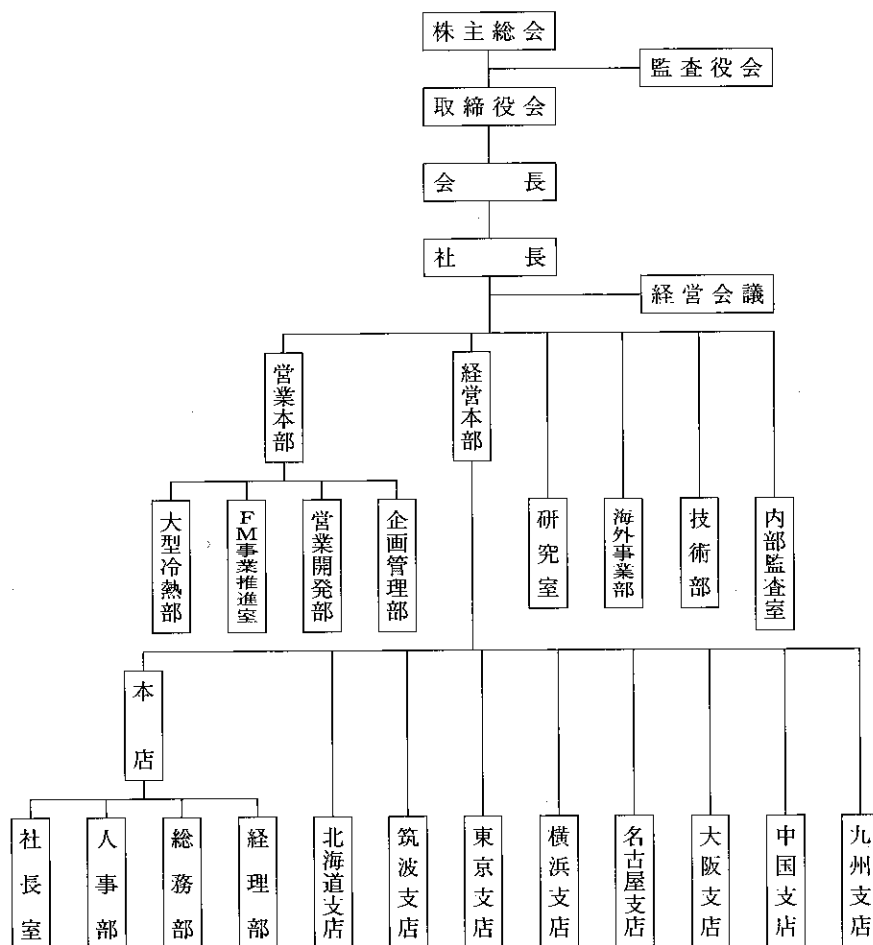 株主総会
監査役会
取締役会
会長
社長
経営会議
営業本部
経営本部
大型冷熱部
FM事業推進室
営業開発部
企画管理部
研究室
海外事業部
技術部
内部監査室
本店
社長室
人事部
総務部
経理部
北海道支店
筑波支店
東京支店
横浜支店
名古屋支店
大阪支店
中国支店
九州支店